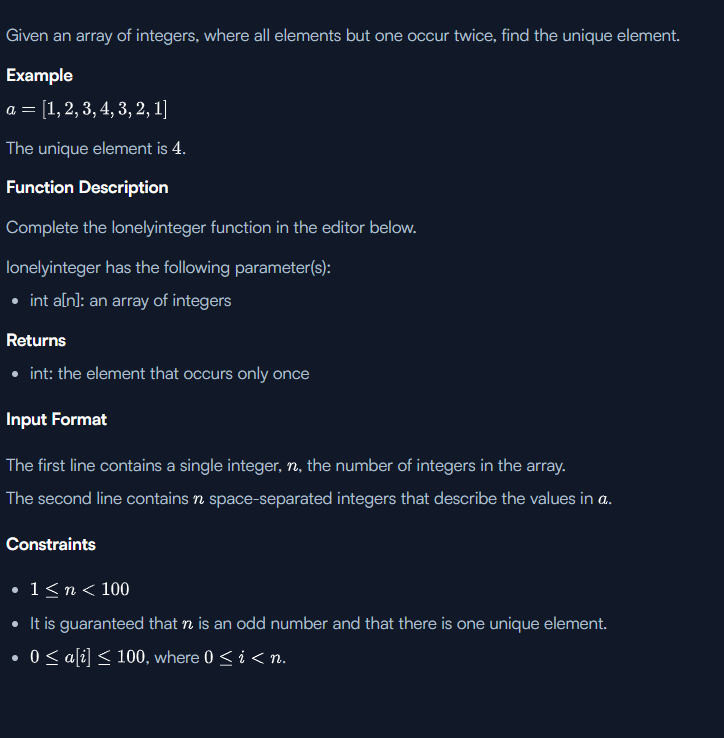 Given an array of integers, where all elements but one occur twice, find the unique element.
Example
a = [1, 2, 3, 4, 3, 2, 1]
The unique element is 4.
Function Description
Complete the lonelyinteger function in the editor below.
lonelyinteger has the following parameter(s):
• int a[n]: an array of integers
Returns
• int: the element that occurs only once
Input Format
The first line contains a single integer, n, the number of integers in the array.
The second line contains n space-separated integers that describe the values in a.
Constraints
• 1 ≤ n < 100
• It is guaranteed that n is an odd number and that there is one unique element.
• 0 ≤ a[i] ≤ 100, where 0 ≤ i < n.